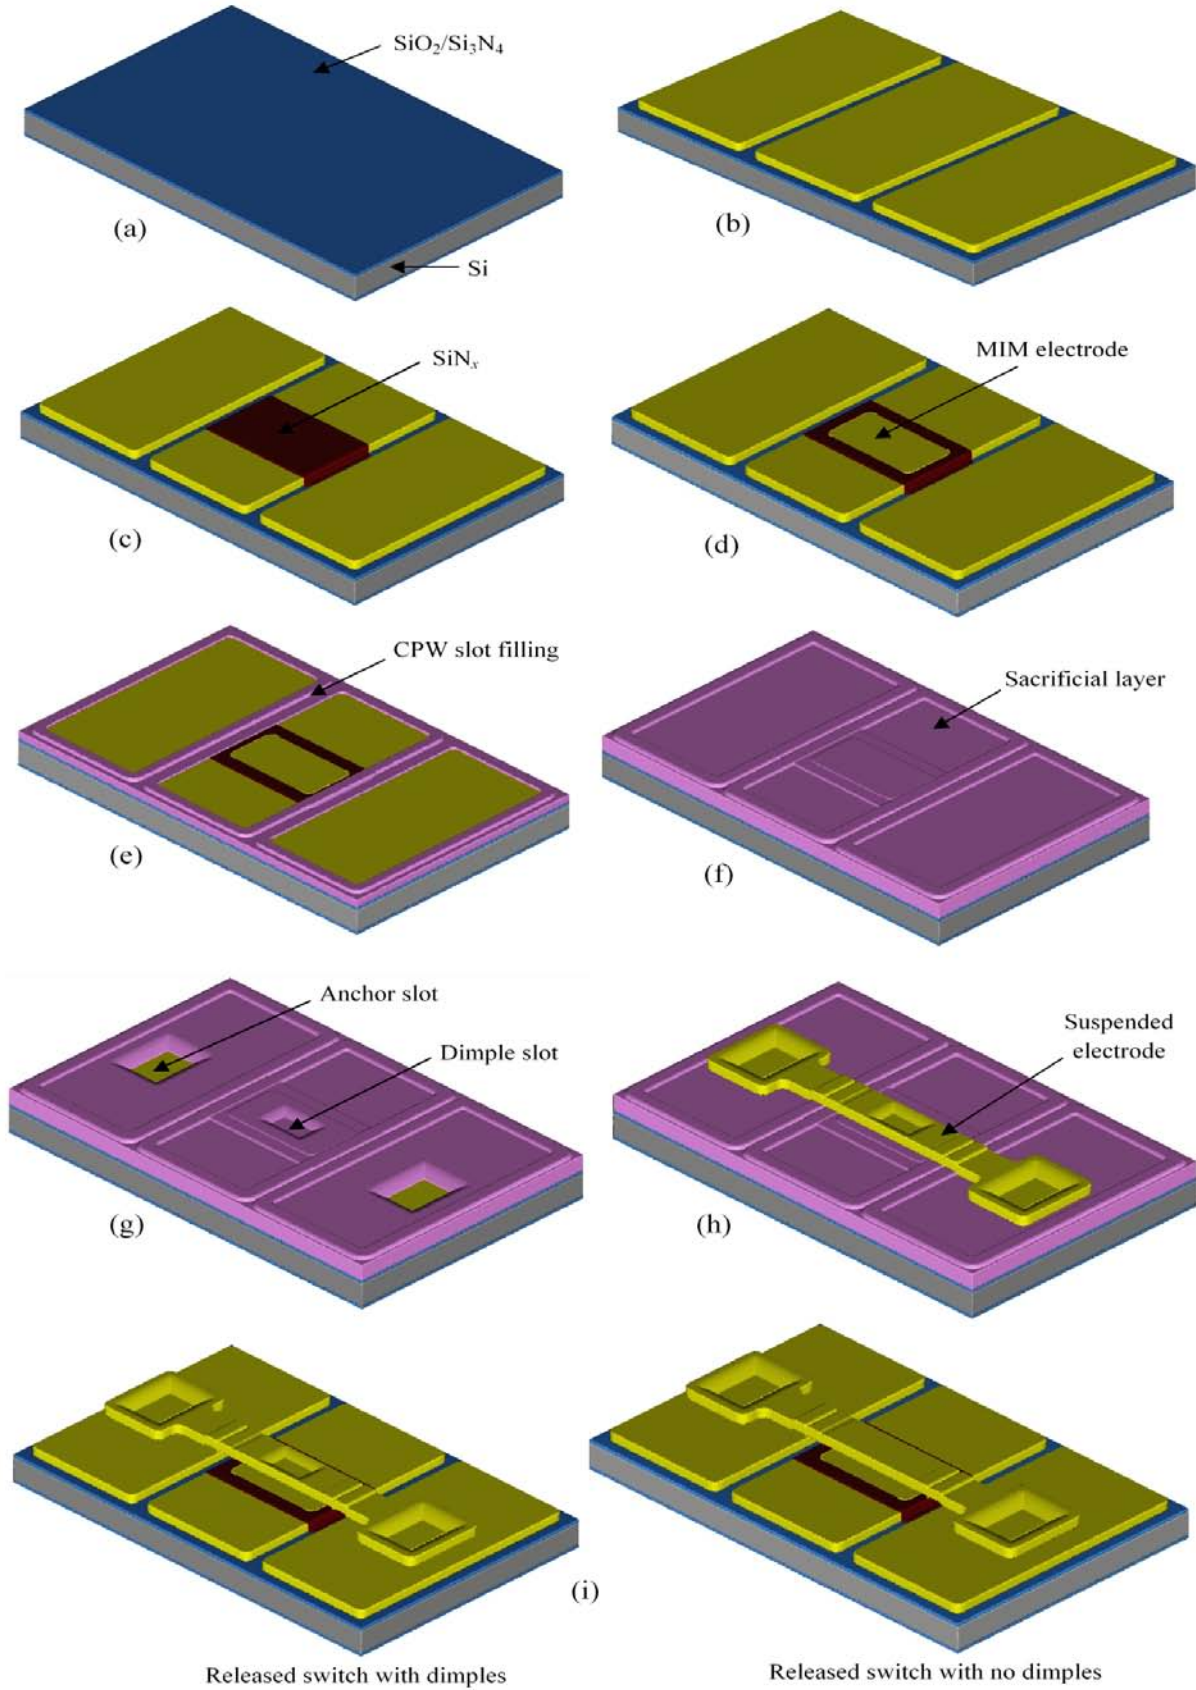 SiO₂/Si₃N₄
(a)
Si
(b)
SiNₓ
(c)
MIM electrode
(d)
CPW slot filling
(e)
Sacrificial layer
(f)
Anchor slot
Dimple slot
(g)
Suspended
electrode
(h)
(i)
Released switch with dimples
Released switch with no dimples